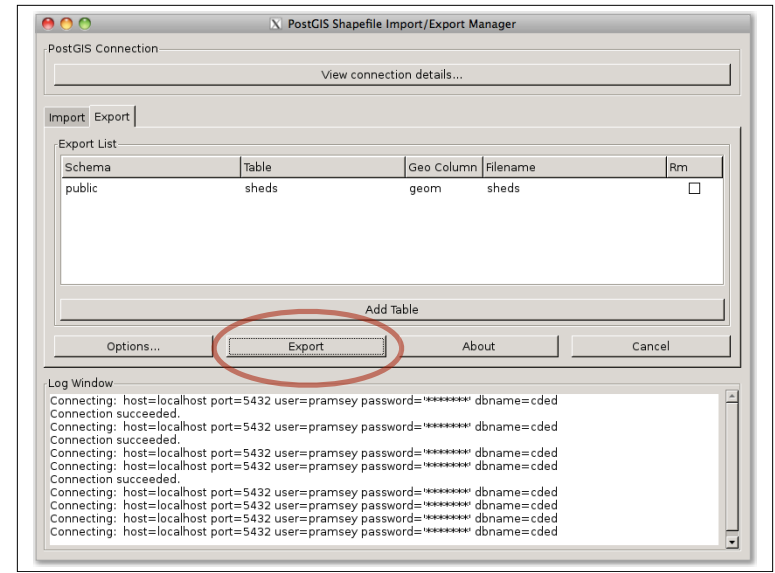 X PostGIS Shapefile Import/Export Manager
PostGIS Connection
View connection details...
Import Export
Export List
Schema Table Geo Column Filename Rm
public sheds geom sheds
Add Table
Options... Export About Cancel
Log Window
Connecting: host=localhost port=5432 user=pramsey password='*******' dbname=cded
Connection succeeded.
Connecting: host=localhost port=5432 user=pramsey password='*******' dbname=cded
Connection succeeded.
Connecting: host=localhost port=5432 user=pramsey password='*******' dbname=cded
Connecting: host=localhost port=5432 user=pramsey password='*******' dbname=cded
Connection succeeded.
Connecting: host=localhost port=5432 user=pramsey password='*******' dbname=cded
Connecting: host=localhost port=5432 user=pramsey password='*******' dbname=cded
Connecting: host=localhost port=5432 user=pramsey password='*******' dbname=cded
Connecting: host=localhost port=5432 user=pramsey password='*******' dbname=cded